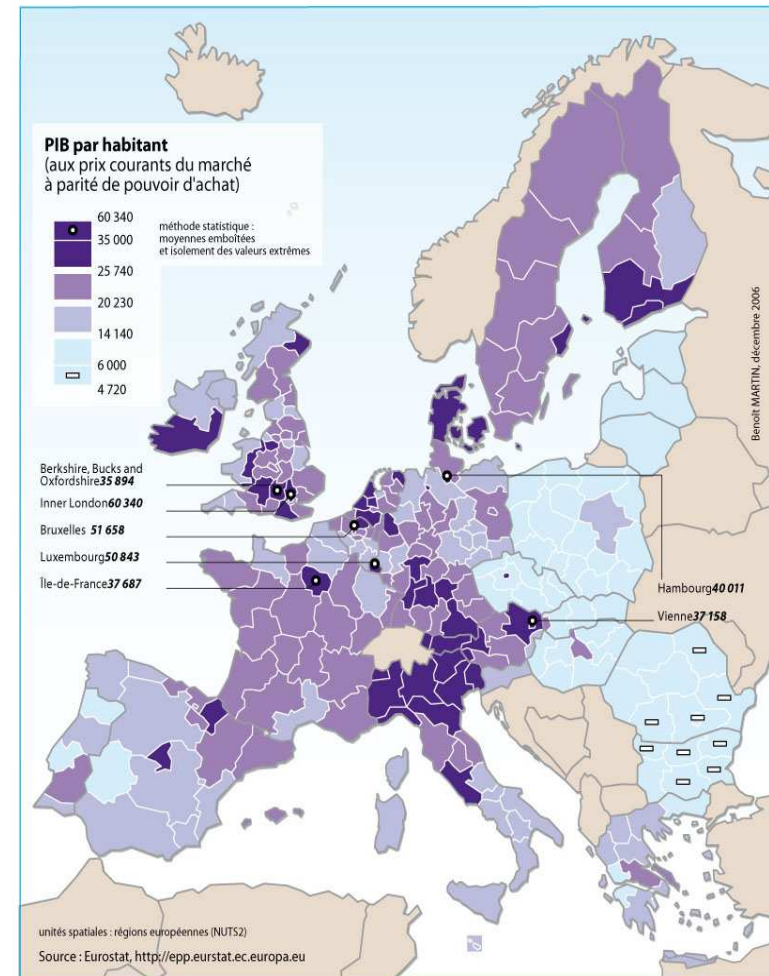 PIB par habitant
(aux prix courants du marché
à parité de pouvoir d'achat)
60 340
35 000
25 740
20 230
14 140
6 000
4 720
méthode statistique :
moyennes emboîtées
et isolement des valeurs extrêmes
Berkshire, Bucks and
Oxfordshire35 894
Inner London60 340
Bruxelles 51 658
Luxembourg50 843
Île-de-France37 687
Hambourg40 011
Vienne37 158
Benoît MARTIN, décembre 2006
unités spatiales : régions européennes (NUTS2)
Source : Eurostat, http://epp.eurstat.ec.europa.eu